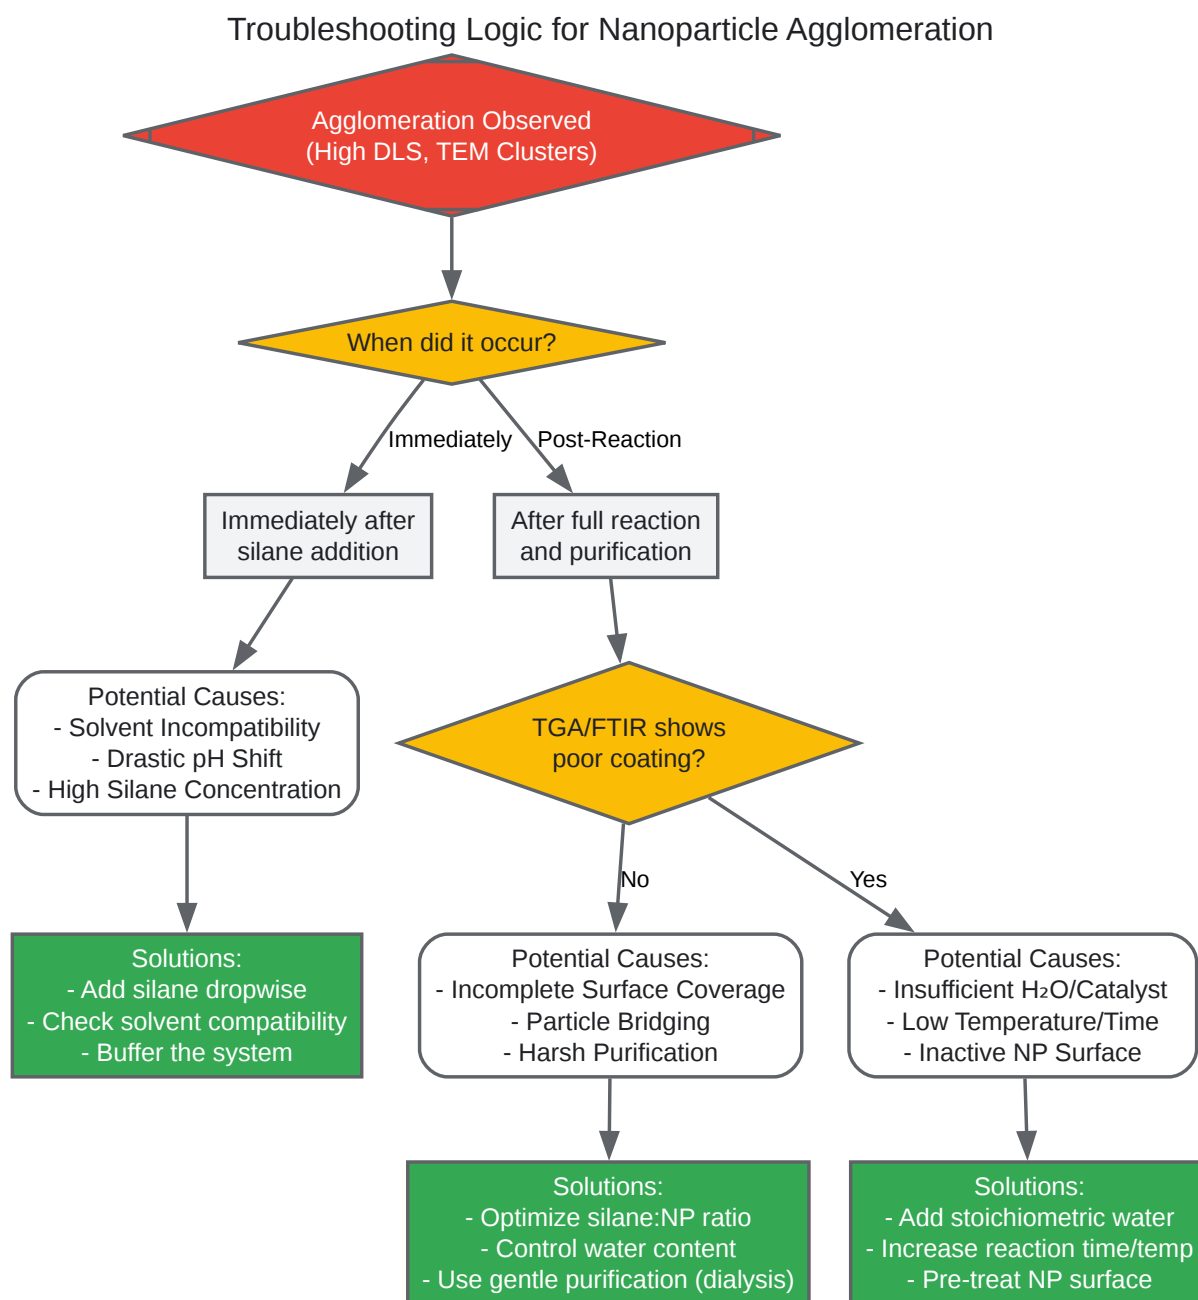 Troubleshooting Logic for Nanoparticle Agglomeration
Agglomeration Observed
(High DLS, TEM Clusters)
When did it occur?
Immediately
Post-Reaction
Immediately after
silane addition
After full reaction
and purification
Potential Causes:
- Solvent Incompatibility
- Drastic pH Shift
- High Silane Concentration
TGA/FTIR shows
poor coating?
No
Yes
Solutions:
- Add silane dropwise
- Check solvent compatibility
- Buffer the system
Potential Causes:
- Incomplete Surface Coverage
- Particle Bridging
- Harsh Purification
Potential Causes:
- Insufficient H₂O/Catalyst
- Low Temperature/Time
- Inactive NP Surface
Solutions:
- Optimize silane:NP ratio
- Control water content
- Use gentle purification (dialysis)
Solutions:
- Add stoichiometric water
- Increase reaction time/temp
- Pre-treat NP surface